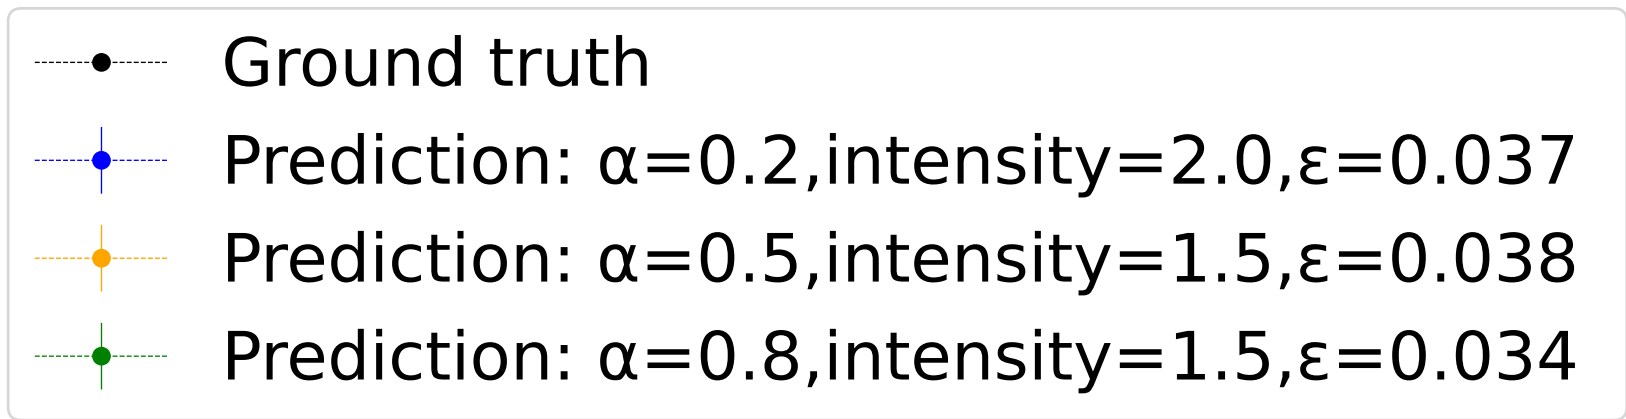 Ground truth
Prediction: α=0.2,intensity=2.0,ε=0.037
Prediction: α=0.5,intensity=1.5,ε=0.038
Prediction: α=0.8,intensity=1.5,ε=0.034